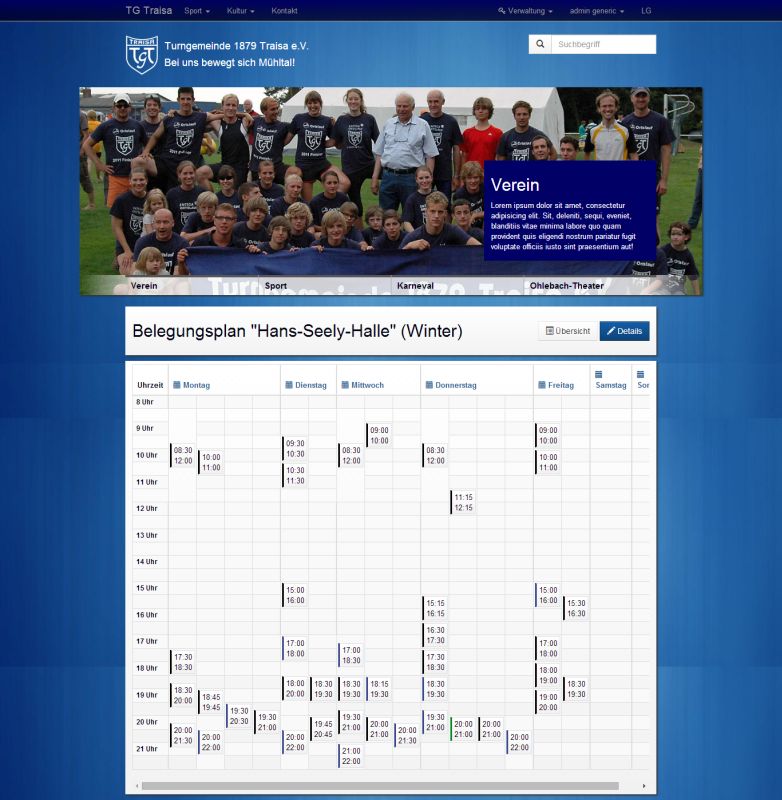 TG Traisa Sport Kultur Kontakt Verwaltung admin generic LG
TRAISA
TGT
Turngemeinde 1879 Traisa e.V.
Bei uns bewegt sich Mühltal!
Suchbegriff
Verein
Lorem ipsum dolor sit amet, consectetur
adipisicing elit. Sit, deleniti, sequi, eveniet,
blanditiis vitae minima labore quo quam
provident quis eligendi nostrum pariatur fugit
voluptate officiis iusto sint praesentium aut!
Verein Sport Karneval Ohlebach-Theater
Belegungsplan "Hans-Seely-Halle" (Winter)
Übersicht Details
Uhrzeit Montag Dienstag Mittwoch Donnerstag Freitag Samstag Sor
8 Uhr
9 Uhr
09:00 09:00
10:00 10:00
09:30
10:30
10 Uhr
08:30 08:30 08:30
12:00 12:00 12:00
10:00 10:00
11:00 11:00
10:30
11:30
11 Uhr
11:15
12:15
12 Uhr
13 Uhr
14 Uhr
15 Uhr
15:00 15:00
16:00 16:00
15:15 15:30
16:15 16:30
16 Uhr
16:30
17:30
17 Uhr
17:00 17:00 17:00
18:00 17:30 18:00
17:30 17:30
18:30 18:30
18 Uhr
18:00
19:00
18:00 18:30 18:30 18:15 18:30 18:30
20:00 19:30 19:30 19:30 19:30 19:30
19 Uhr
18:30 18:45 19:00
20:00 19:45 20:00
19:30 19:30 19:30 19:30
20:30 21:00 21:00 21:00
20 Uhr
20:00 19:45 20:00 20:00 20:00 20:00
21:30 20:45 21:00 21:30 21:00 21:00
20:00 20:00 20:00
22:00 22:00 22:00
21 Uhr
21:00
22:00